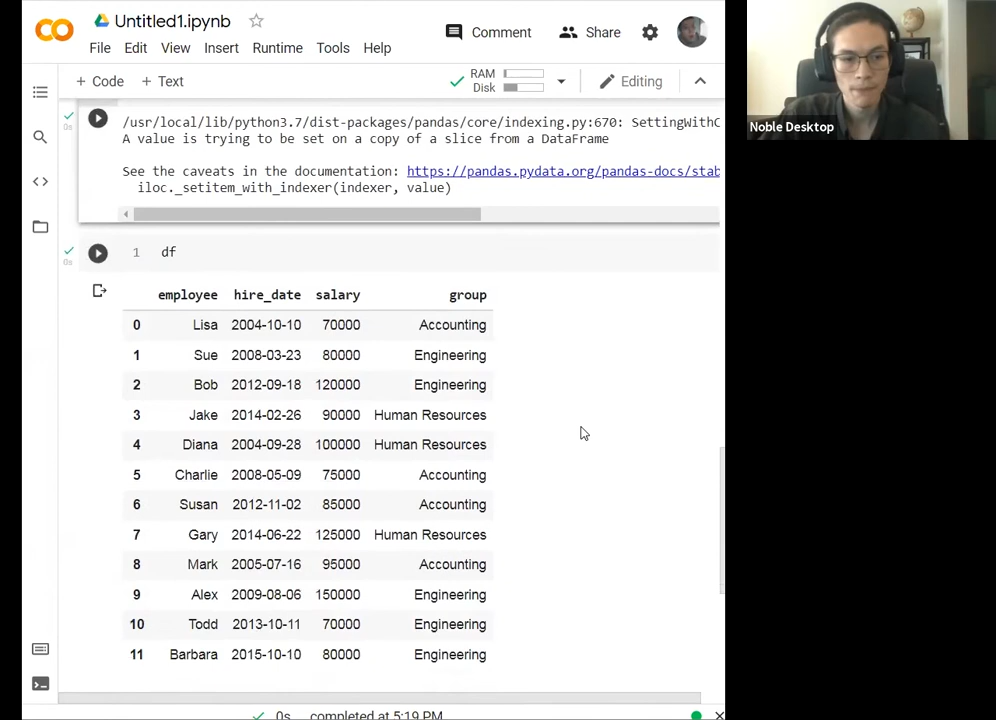 Untitled1.ipynb
File Edit View Insert Runtime Tools Help
Comment Share
+ Code + Text
RAM
Disk
Editing
Noble Desktop
0s
/usr/local/lib/python3.7/dist-packages/pandas/core/indexing.py:670: SettingWithC
A value is trying to be set on a copy of a slice from a DataFrame
See the caveats in the documentation: https://pandas.pydata.org/pandas-docs/stab
iloc._setitem_with_indexer(indexer, value)
0s
1 df
employee hire_date salary group
0 Lisa 2004-10-10 70000 Accounting
1 Sue 2008-03-23 80000 Engineering
2 Bob 2012-09-18 120000 Engineering
3 Jake 2014-02-26 90000 Human Resources
4 Diana 2004-09-28 100000 Human Resources
5 Charlie 2008-05-09 75000 Accounting
6 Susan 2012-11-02 85000 Accounting
7 Gary 2014-06-22 125000 Human Resources
8 Mark 2005-07-16 95000 Accounting
9 Alex 2009-08-06 150000 Engineering
10 Todd 2013-10-11 70000 Engineering
11 Barbara 2015-10-10 80000 Engineering
0s completed at 5:19 PM